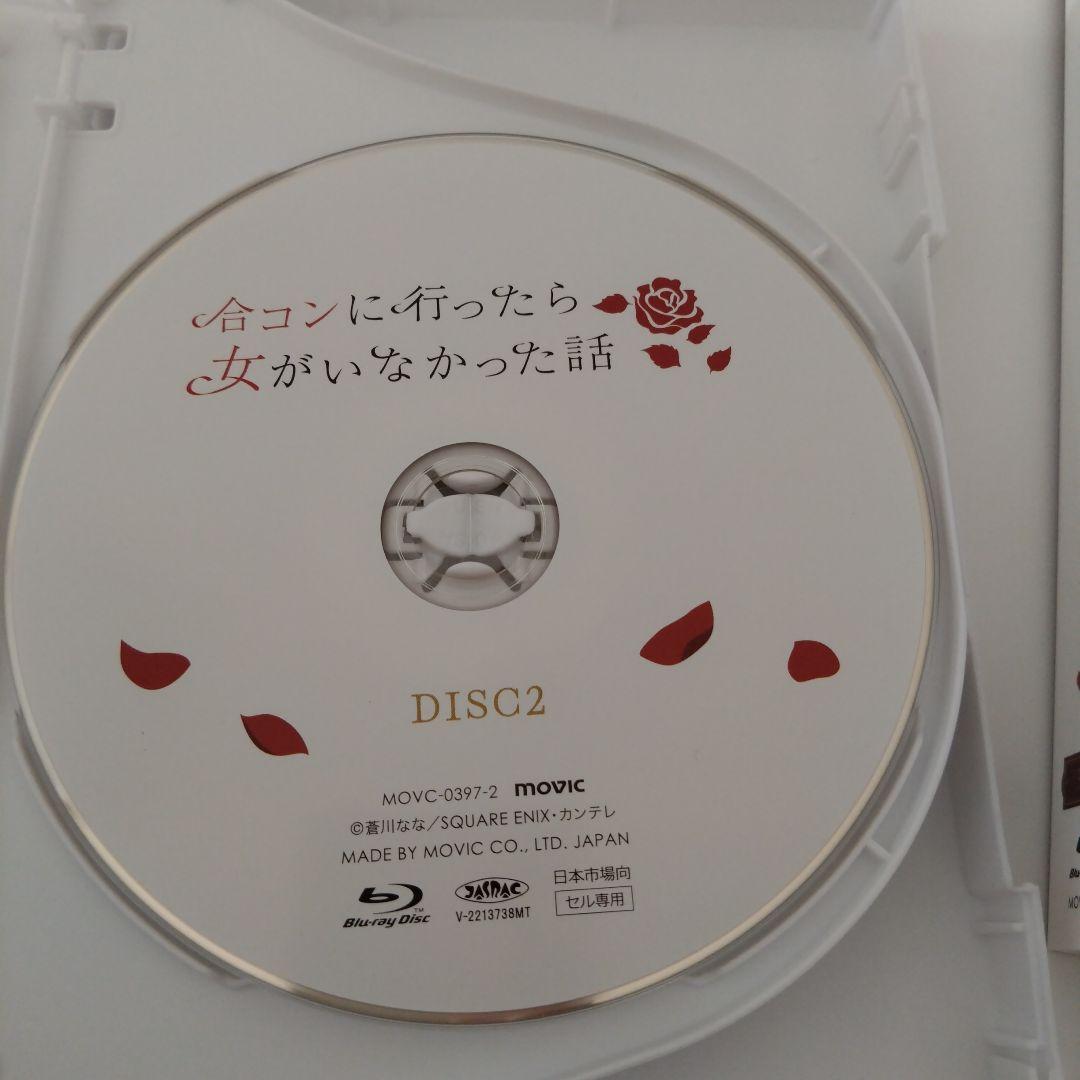 合コンに行ったら
女がいなかった話
DISC2
MOVC-0397-2 movic
©蒼川なな／SQUARE ENIX・カンテレ
MADE BY MOVIC CO., LTD. JAPAN
Blu-ray Disc™
JASRAC
V-2213738MT
日本市場向
セル専用